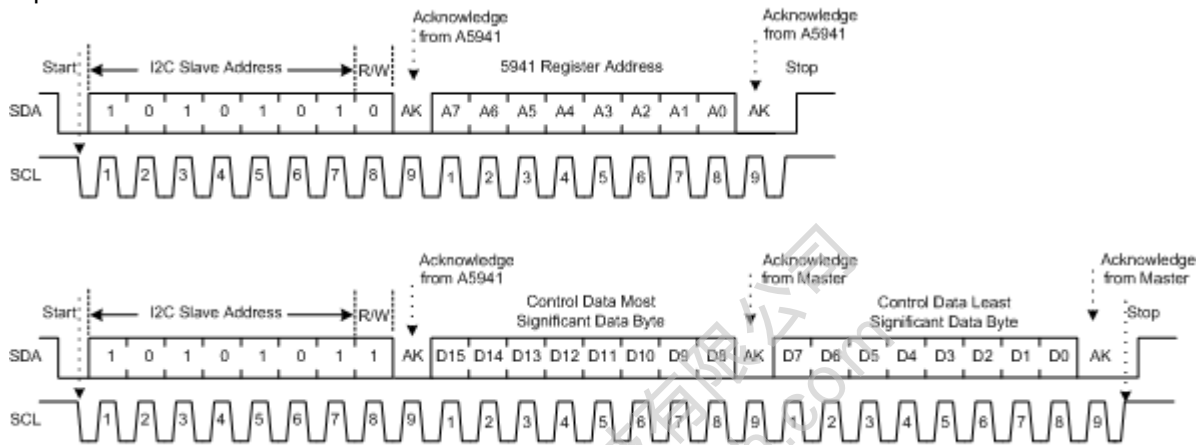 Acknowledge
from A5941
Acknowledge
from A5941
Start
I2C Slave Address
R/W
5941 Register Address
Stop
SDA 1 0 1 0 1 0 1 0 AK A7 A6 A5 A4 A3 A2 A1 A0 AK
SCL 1 2 3 4 5 6 7 8 9 1 2 3 4 5 6 7 8 9
Acknowledge
from A5941
Acknowledge
from Master
Acknowledge
from Master
Start
I2C Slave Address
R/W
Control Data Most
Significant Data Byte
Control Data Least
Significant Data Byte
Stop
SDA 1 0 1 0 1 0 1 1 AK D15 D14 D13 D12 D11 D10 D9 D8 AK D7 D6 D5 D4 D3 D2 D1 D0 AK
SCL 1 2 3 4 5 6 7 8 9 1 2 3 4 5 6 7 8 9 1 2 3 4 5 6 7 8 9
有限公司
.com